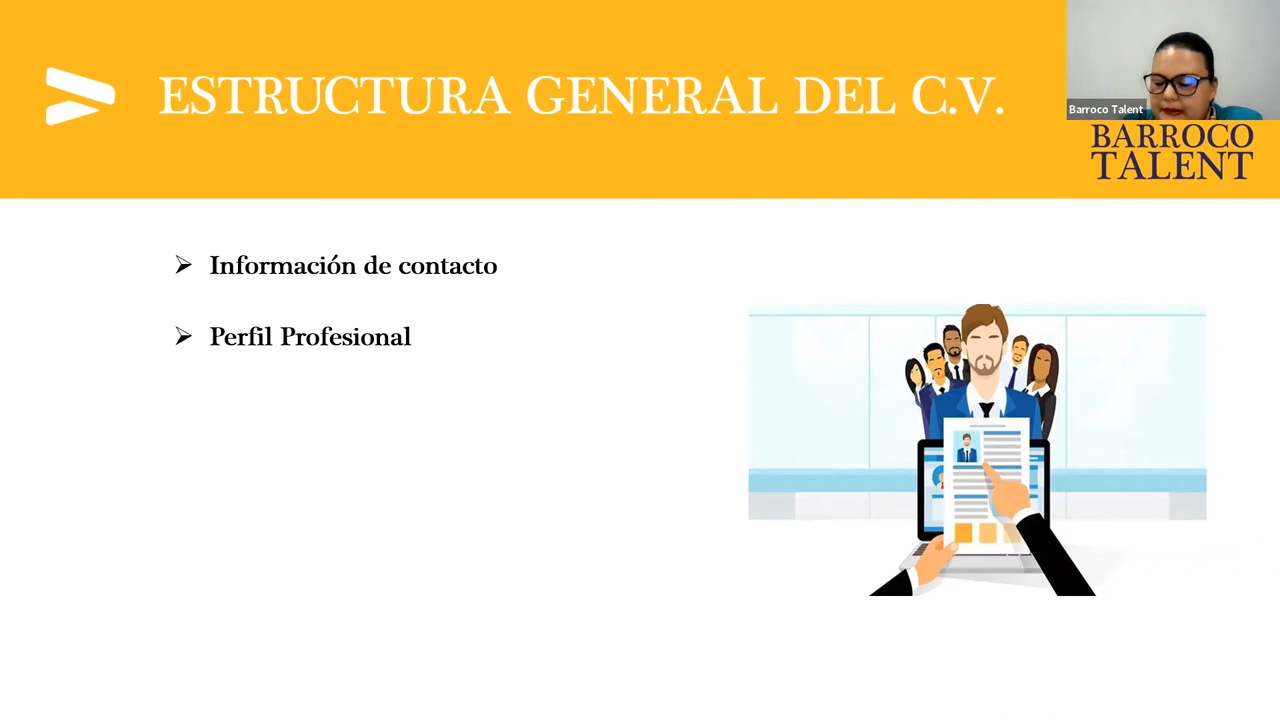 ESTRUCTURA GENERAL DEL C.V.
Barroco Talent
BARROCO
TALENT
➢ Información de contacto
➢ Perfil Profesional